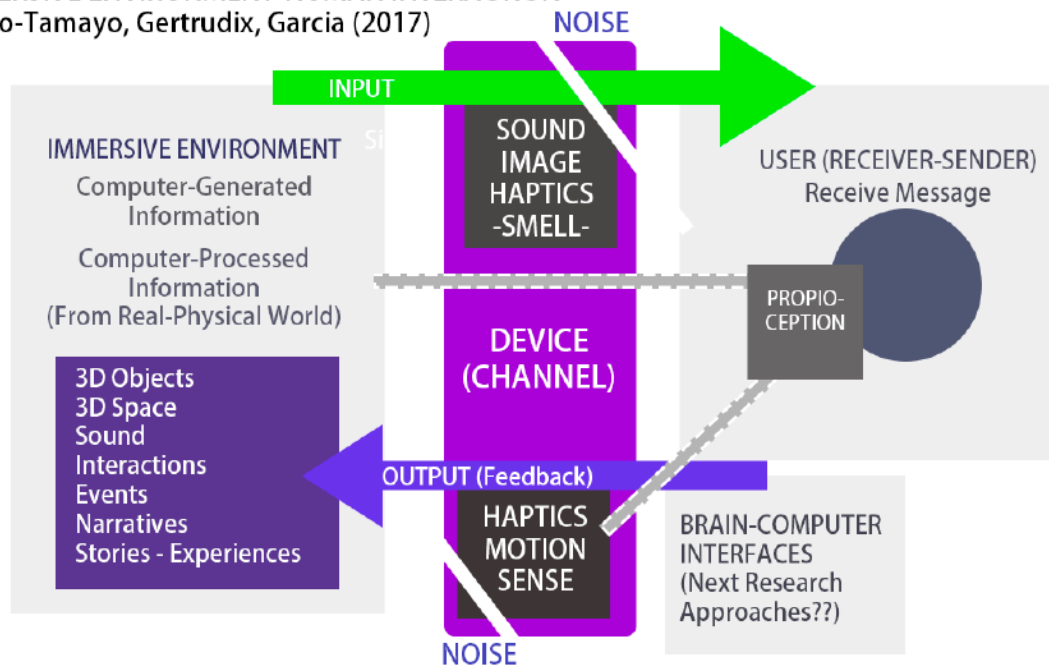 o-Tamayo, Gertrudix, Garcia (2017)
NOISE
INPUT
Si
IMMERSIVE ENVIRONMENT
Computer-Generated
Information
Computer-Processed
Information
(From Real-Physical World)
3D Objects
3D Space
Sound
Interactions
Events
Narratives
Stories - Experiences
SOUND
IMAGE
HAPTICS
-SMELL-
DEVICE
(CHANNEL)
OUTPUT (Feedback)
HAPTICS
MOTION
SENSE
NOISE
USER (RECEIVER-SENDER)
Receive Message
PROPIO-
CEPTION
BRAIN-COMPUTER
INTERFACES
(Next Research
Approaches??)